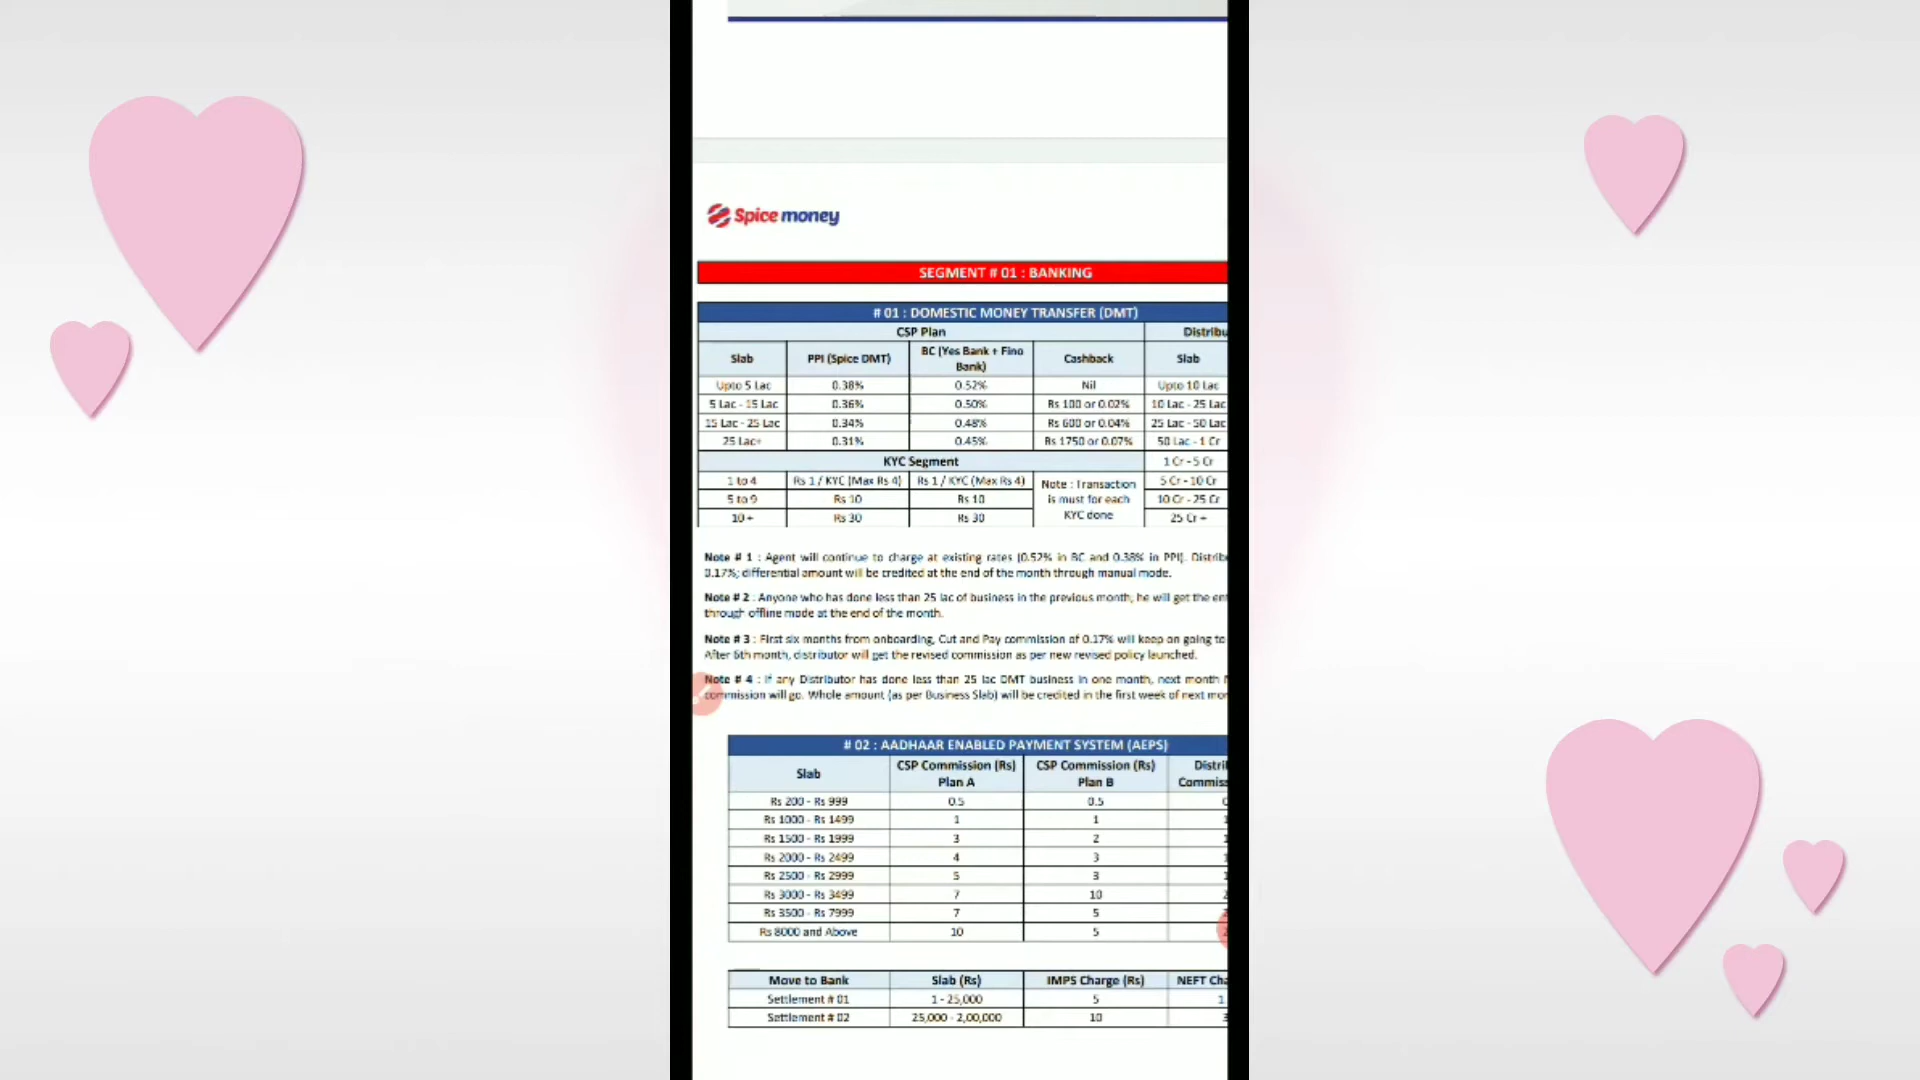 Spice money
SEGMENT # 01 : BANKING
# 01 : DOMESTIC MONEY TRANSFER (DMT)
CSP Plan Distribu
Slab PPI (Spice DMT) BC (Yes Bank + Fino Bank) Cashback Slab
Upto 5 Lac 0.38% 0.52% Nil Upto 10 Lac
5 Lac - 15 Lac 0.36% 0.50% Rs 100 or 0.02% 10 Lac - 25 Lac
15 Lac - 25 Lac 0.34% 0.48% Rs 600 or 0.04% 25 Lac - 50 Lac
25 Lac+ 0.31% 0.45% Rs 1750 or 0.07% 50 Lac - 1 Cr
KYC Segment 1 Cr - 5 Cr
1 to 4 Rs 1 / KYC (Max Rs 4) Rs 1 / KYC (Max Rs 4) Note : Transaction 5 Cr - 10 Cr
5 to 9 Rs 10 Rs 10 is must for each 10 Cr - 25 Cr
10 + Rs 30 Rs 30 KYC done 25 Cr +
Note # 1 : Agent will continue to charge at existing rates (0.52% in BC and 0.38% in PPI). Distrib
0.17%; differential amount will be credited at the end of the month through manual mode.
Note # 2 : Anyone who has done less than 25 lac of business in the previous month, he will get the en
through offline mode at the end of the month.
Note # 3 : First six months from onboarding, Cut and Pay commission of 0.17% will keep on going to
After 6th month, distributor will get the revised commission as per new revised policy launched.
Note # 4 : If any Distributor has done less than 25 lac DMT business in one month, next month
commission will go. Whole amount (as per Business Slab) will be credited in the first week of next mon
# 02 : AADHAAR ENABLED PAYMENT SYSTEM (AEPS)
Slab CSP Commission (Rs) Plan A CSP Commission (Rs) Plan B Distri Commiss
Rs 200 - Rs 999 0.5 0.5
Rs 1000 - Rs 1499 1 1
Rs 1500 - Rs 1999 3 2
Rs 2000 - Rs 2499 4 3
Rs 2500 - Rs 2999 5 3
Rs 3000 - Rs 3499 7 10
Rs 3500 - Rs 7999 7 5
Rs 8000 and Above 10 5
Move to Bank Slab (Rs) IMPS Charge (Rs) NEFT Cha
Settlement # 01 1 - 25,000 5 1
Settlement # 02 25,000 - 2,00,000 10